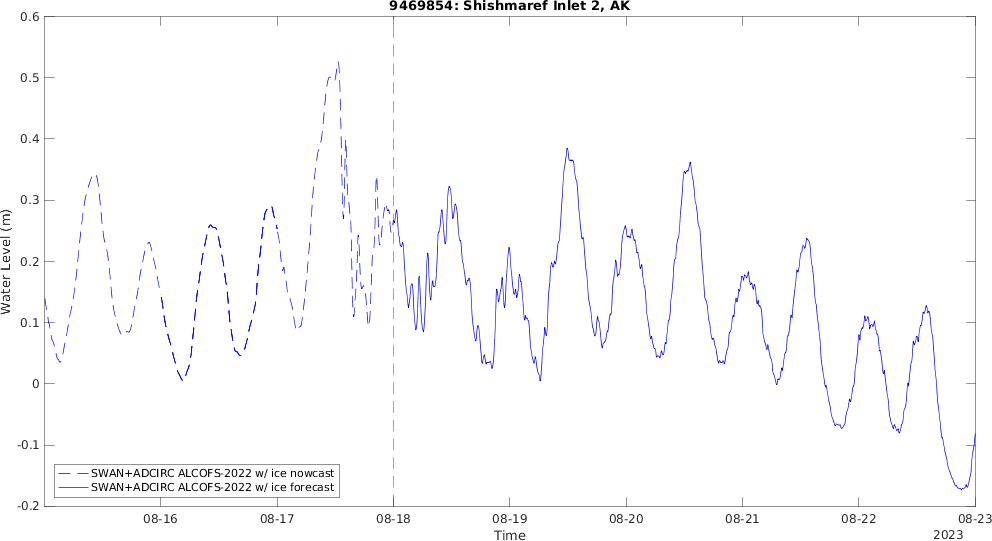 9469854: Shishmaref Inlet 2, AK
0.6
0.5
0.4
0.3
0.2
0.1
0
-0.1
-0.2
Water Level (m)
SWAN+ADCIRC ALCOFS-2022 w/ ice nowcast
SWAN+ADCIRC ALCOFS-2022 w/ ice forecast
08-16 08-17 08-18 08-19 08-20 08-21 08-22 08-23
Time
2023